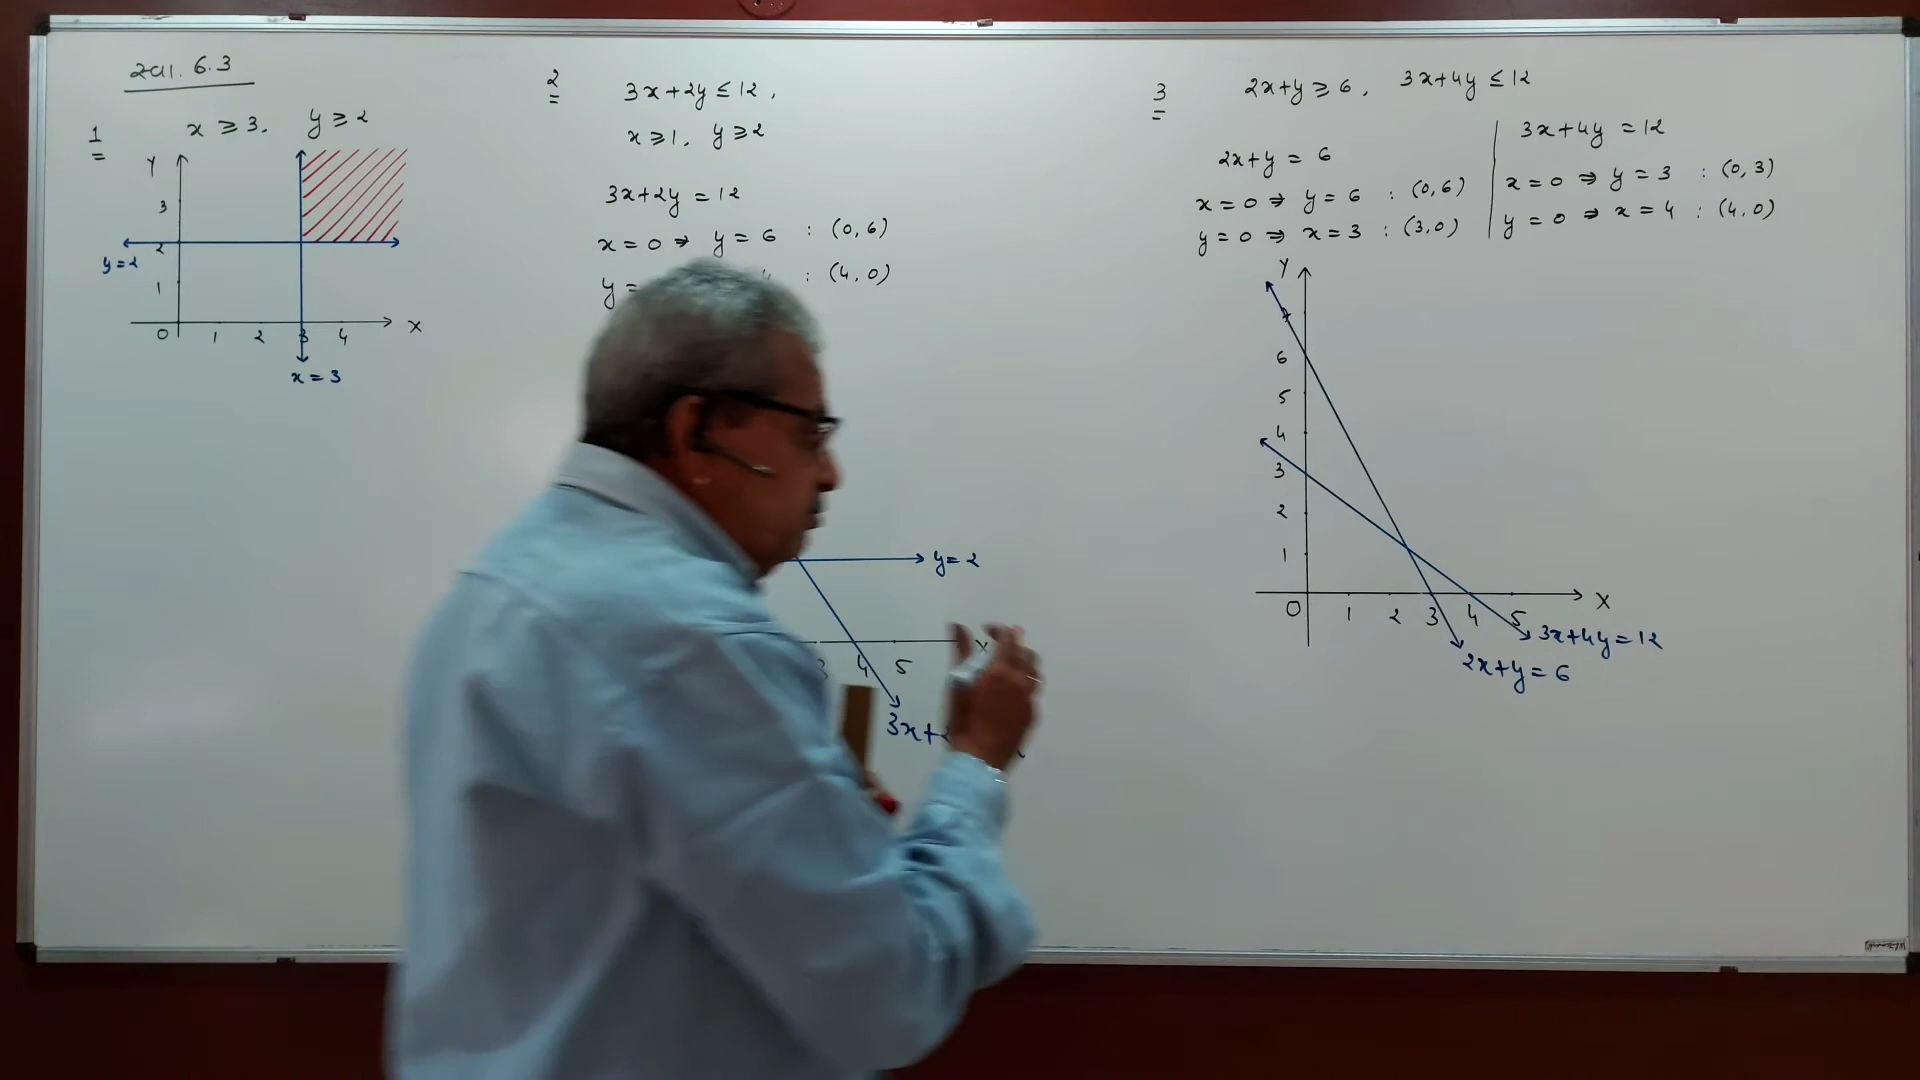 2a1. 6.3
1
x ≥ 3, y ≥ 2
Y
3
2
1
y = 2
0 1 2 3 4 X
x = 3
2
3x + 2y ≤ 12,
x ≥ 1, y ≥ 2
3x + 2y = 12
x = 0 ⇒ y = 6 : (0, 6)
y = : (4, 0)
y = 2
3 4 5 X
3x +
3
2x + y ≥ 6, 3x + 4y ≤ 12
2x + y = 6
x = 0 ⇒ y = 6 : (0, 6)
y = 0 ⇒ x = 3 : (3, 0)
3x + 4y = 12
x = 0 ⇒ y = 3 : (0, 3)
y = 0 ⇒ x = 4 : (4, 0)
Y
7
6
5
4
3
2
1
0 1 2 3 4 5 X
3x + 4y = 12
2x + y = 6